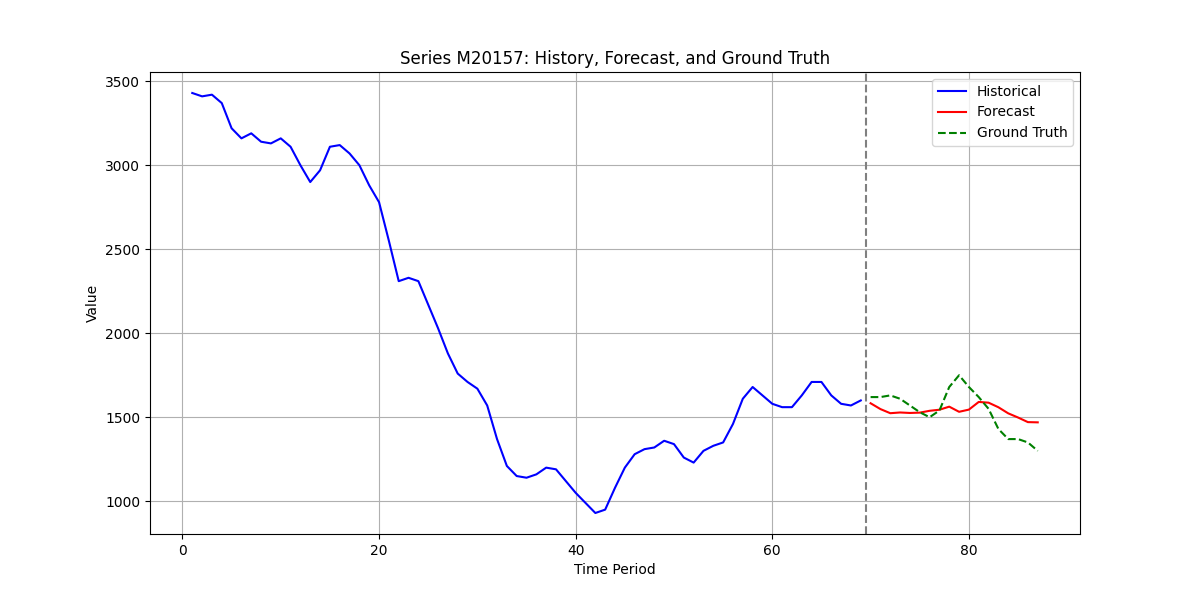 Series M20157: History, Forecast, and Ground Truth
3500
3000
2500
2000
1500
1000
Value
0
20
40
60
80
Time Period
Historical
Forecast
Ground Truth